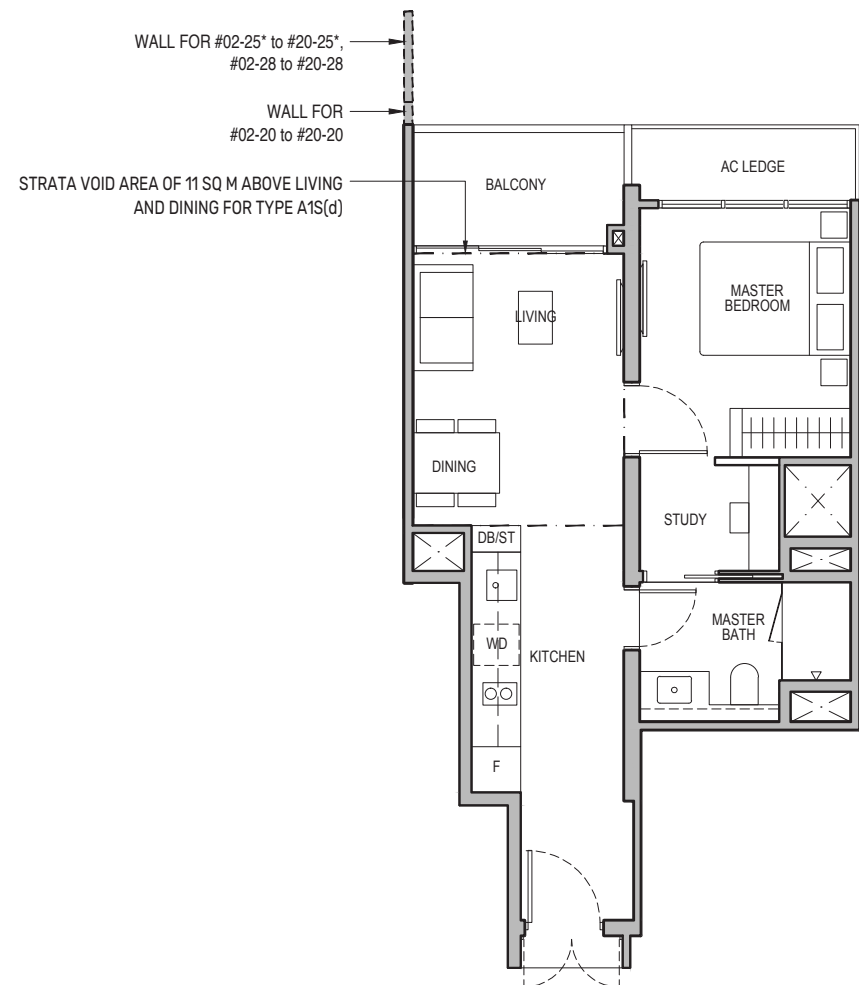 WALL FOR #02-25* to #20-25*,
#02-28 to #20-28
WALL FOR
#02-20 to #20-20
STRATA VOID AREA OF 11 SQ M ABOVE LIVING
AND DINING FOR TYPE A1S(d)
BALCONY
AC LEDGE
MASTER
BEDROOM
LIVING
DINING
STUDY
DB/ST
MASTER
BATH
WD
KITCHEN
F